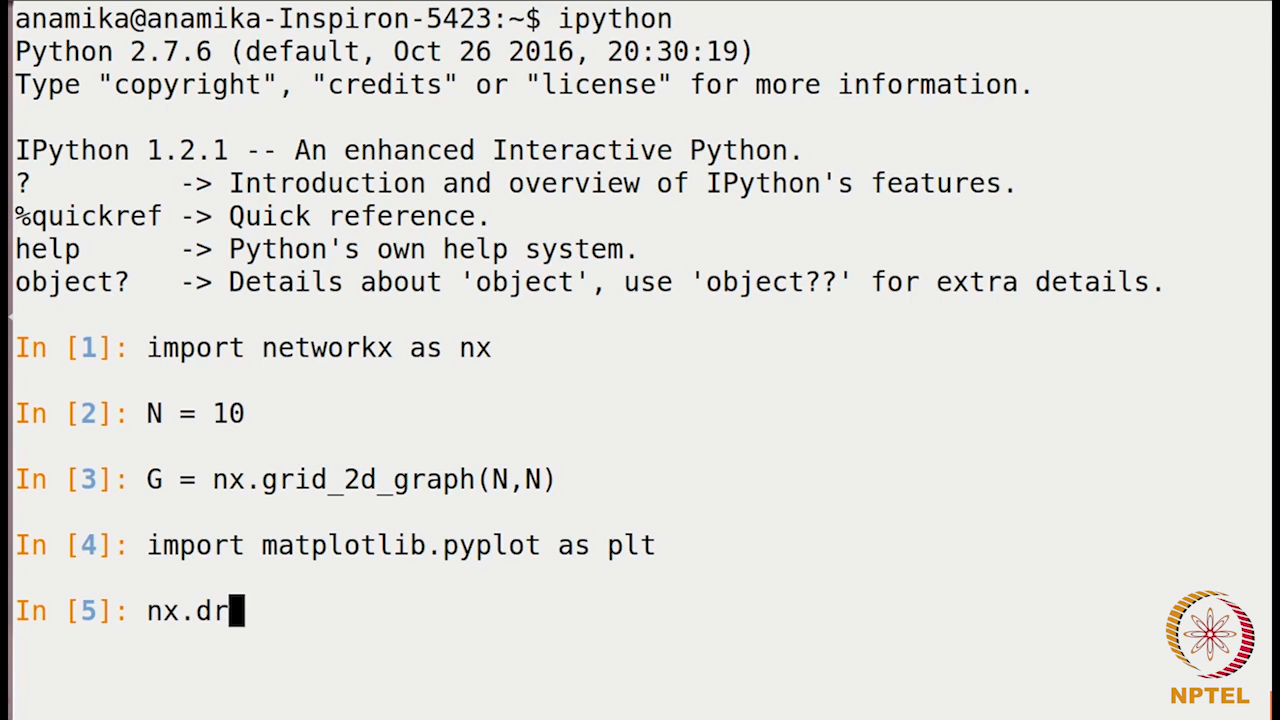 anamika@anamika-Inspiron-5423:~$ ipython
Python 2.7.6 (default, Oct 26 2016, 20:30:19)
Type "copyright", "credits" or "license" for more information.
IPython 1.2.1 -- An enhanced Interactive Python.
?         -> Introduction and overview of IPython's features.
%quickref -> Quick reference.
help      -> Python's own help system.
object?   -> Details about 'object', use 'object??' for extra details.
In [1]: import networkx as nx
In [2]: N = 10
In [3]: G = nx.grid_2d_graph(N,N)
In [4]: import matplotlib.pyplot as plt
In [5]: nx.dr
NPTEL